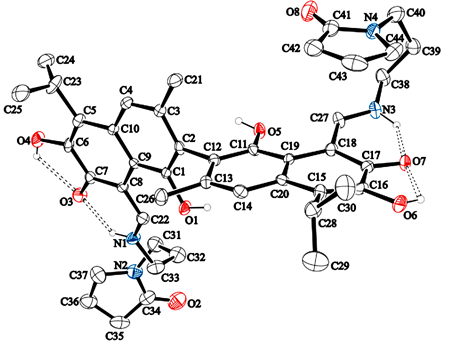 O8 C41 N4 C40
C42 C44 C39
C43
C38
C24
C23 C4 C21
C25
C5 C3
C10 C2
O4 C6
C27 N3
O5
C12 C11 C19 C18
C9
C7 C1 C17 O7
C8
O3 C13 C15 C16
C26 C14 C20
C22 O1 C30 O6
N1 C31 C28
C32
C37 N2 C33 C29
C36 C34 O2
C35